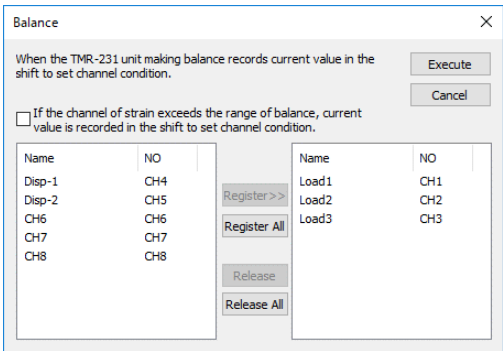 Balance
When the TMR-231 unit making balance records current value in the
shift to set channel condition.
Execute
Cancel
If the channel of strain exceeds the range of balance, current
value is recorded in the shift to set channel condition.
Name NO
Disp-1 CH4
Disp-2 CH5
CH6 CH6
CH7 CH7
CH8 CH8
Register>>
Register All
Release
Release All
Name NO
Load1 CH1
Load2 CH2
Load3 CH3